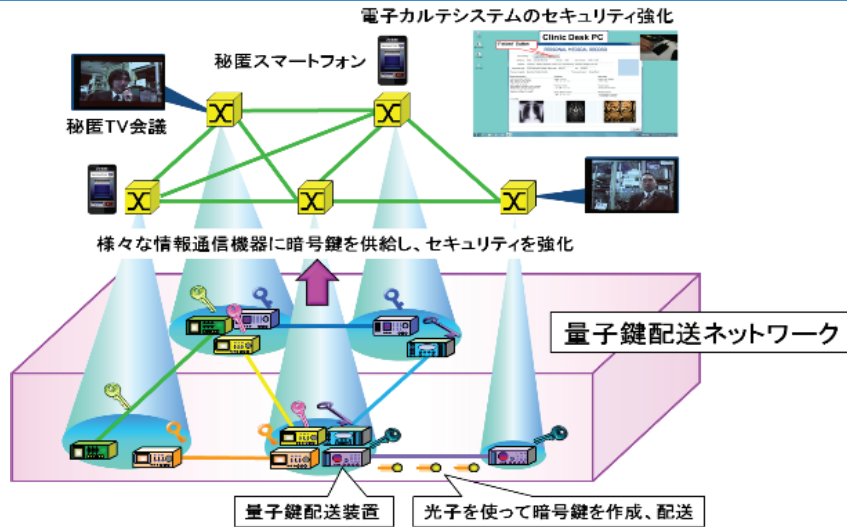 電子カルテシステムのセキュリティ強化
Clinic Desk PC
PERSONAL MEDICAL RECORD
秘匿スマートフォン
秘匿TV会議
様々な情報通信機器に暗号鍵を供給し、セキュリティを強化
量子鍵配送ネットワーク
量子鍵配送装置
光子を使って暗号鍵を作成、配送